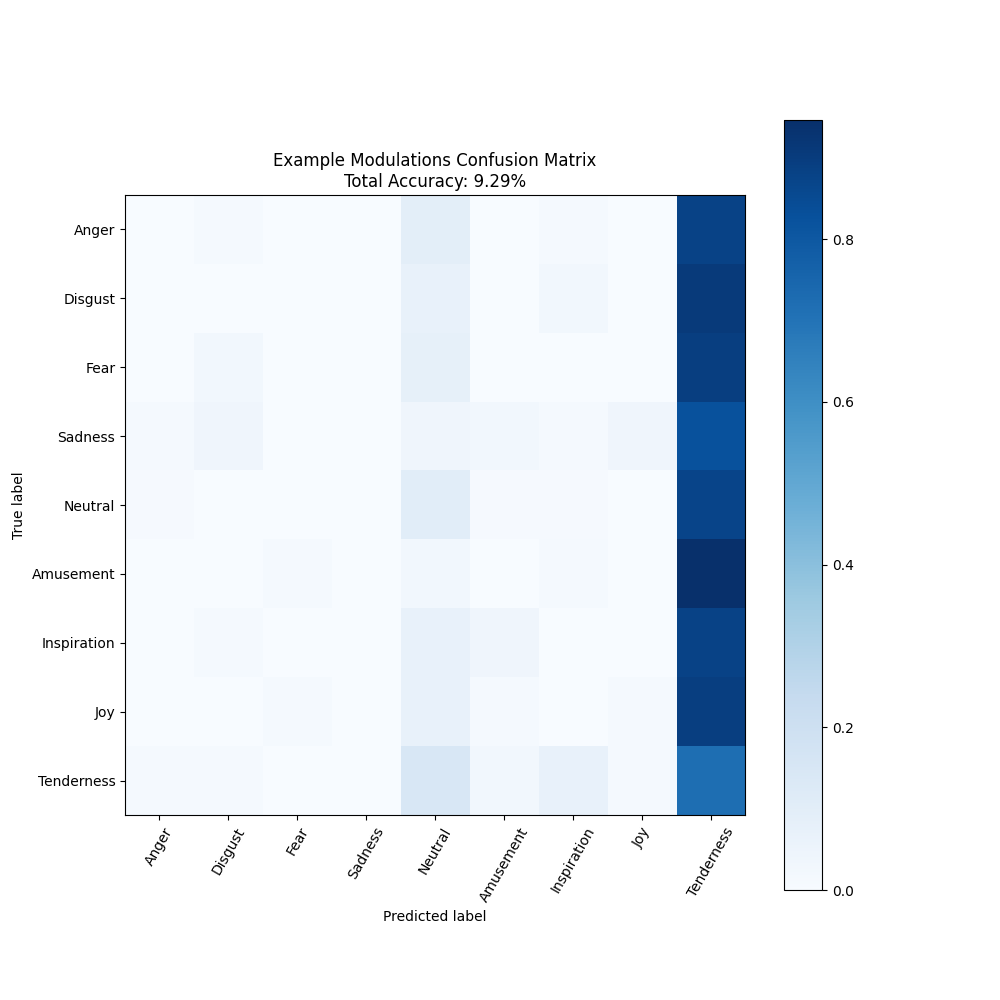 Example Modulations Confusion Matrix
Total Accuracy: 9.29%
True label
Anger
Disgust
Fear
Sadness
Neutral
Amusement
Inspiration
Joy
Tenderness
Anger
Disgust
Fear
Sadness
Neutral
Amusement
Inspiration
Joy
Tenderness
Predicted label
0.8
0.6
0.4
0.2
0.0